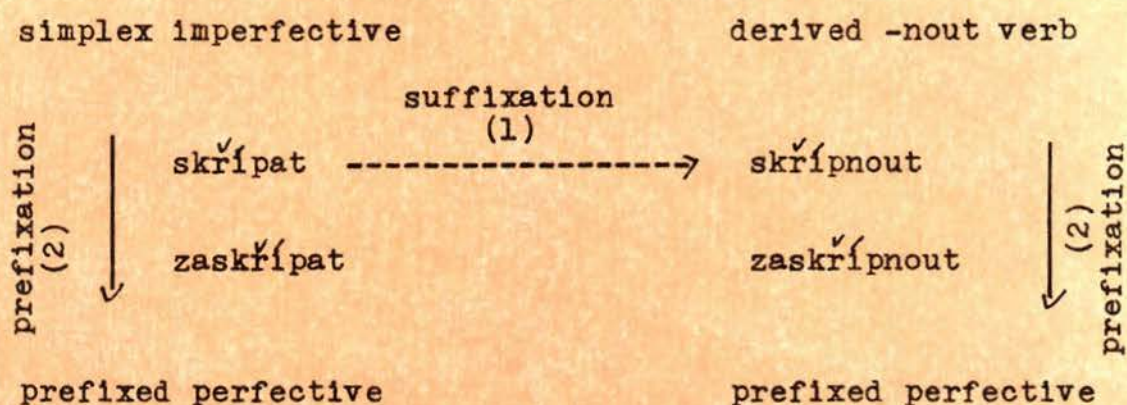 simplex imperfective derived -nout verb
suffixation
(1)
prefixation
(2)
skřípat skřípnout
zaskřípat zaskřípnout
(2)
prefixation
prefixed perfective prefixed perfective